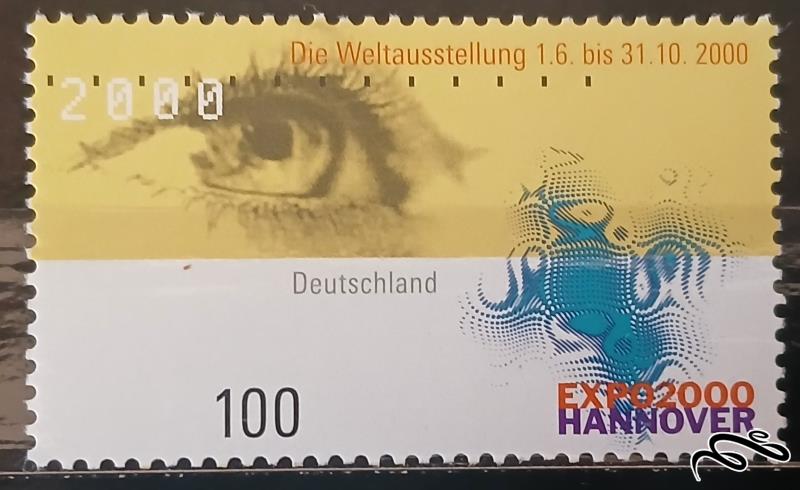 Die Weltausstellung 1.6. bis 31.10. 2000
2000
Deutschland
100
EXPO2000
HANNOVER